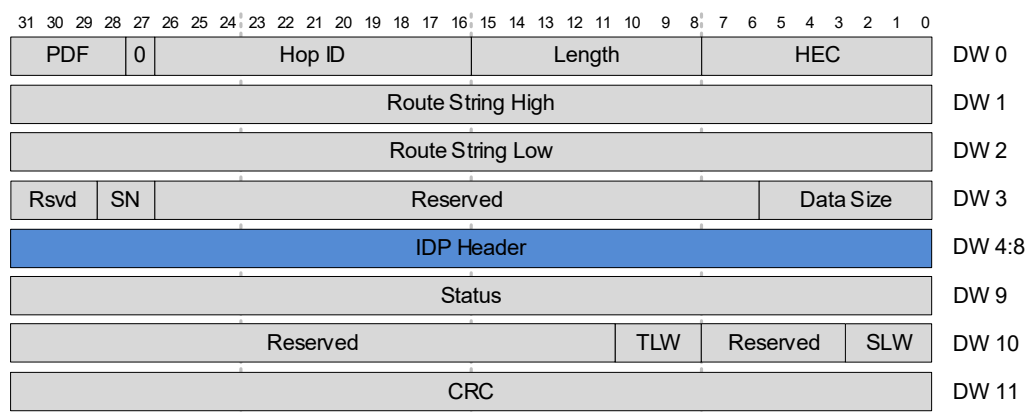 31 30 29 28 27 26 25 24 23 22 21 20 19 18 17 16 15 14 13 12 11 10 9 8 7 6 5 4 3 2 1 0
PDF 0 Hop ID Length HEC DW 0
Route String High DW 1
Route String Low DW 2
Rsvd SN Reserved Data Size DW 3
IDP Header DW 4:8
Status DW 9
Reserved TLW Reserved SLW DW 10
CRC DW 11